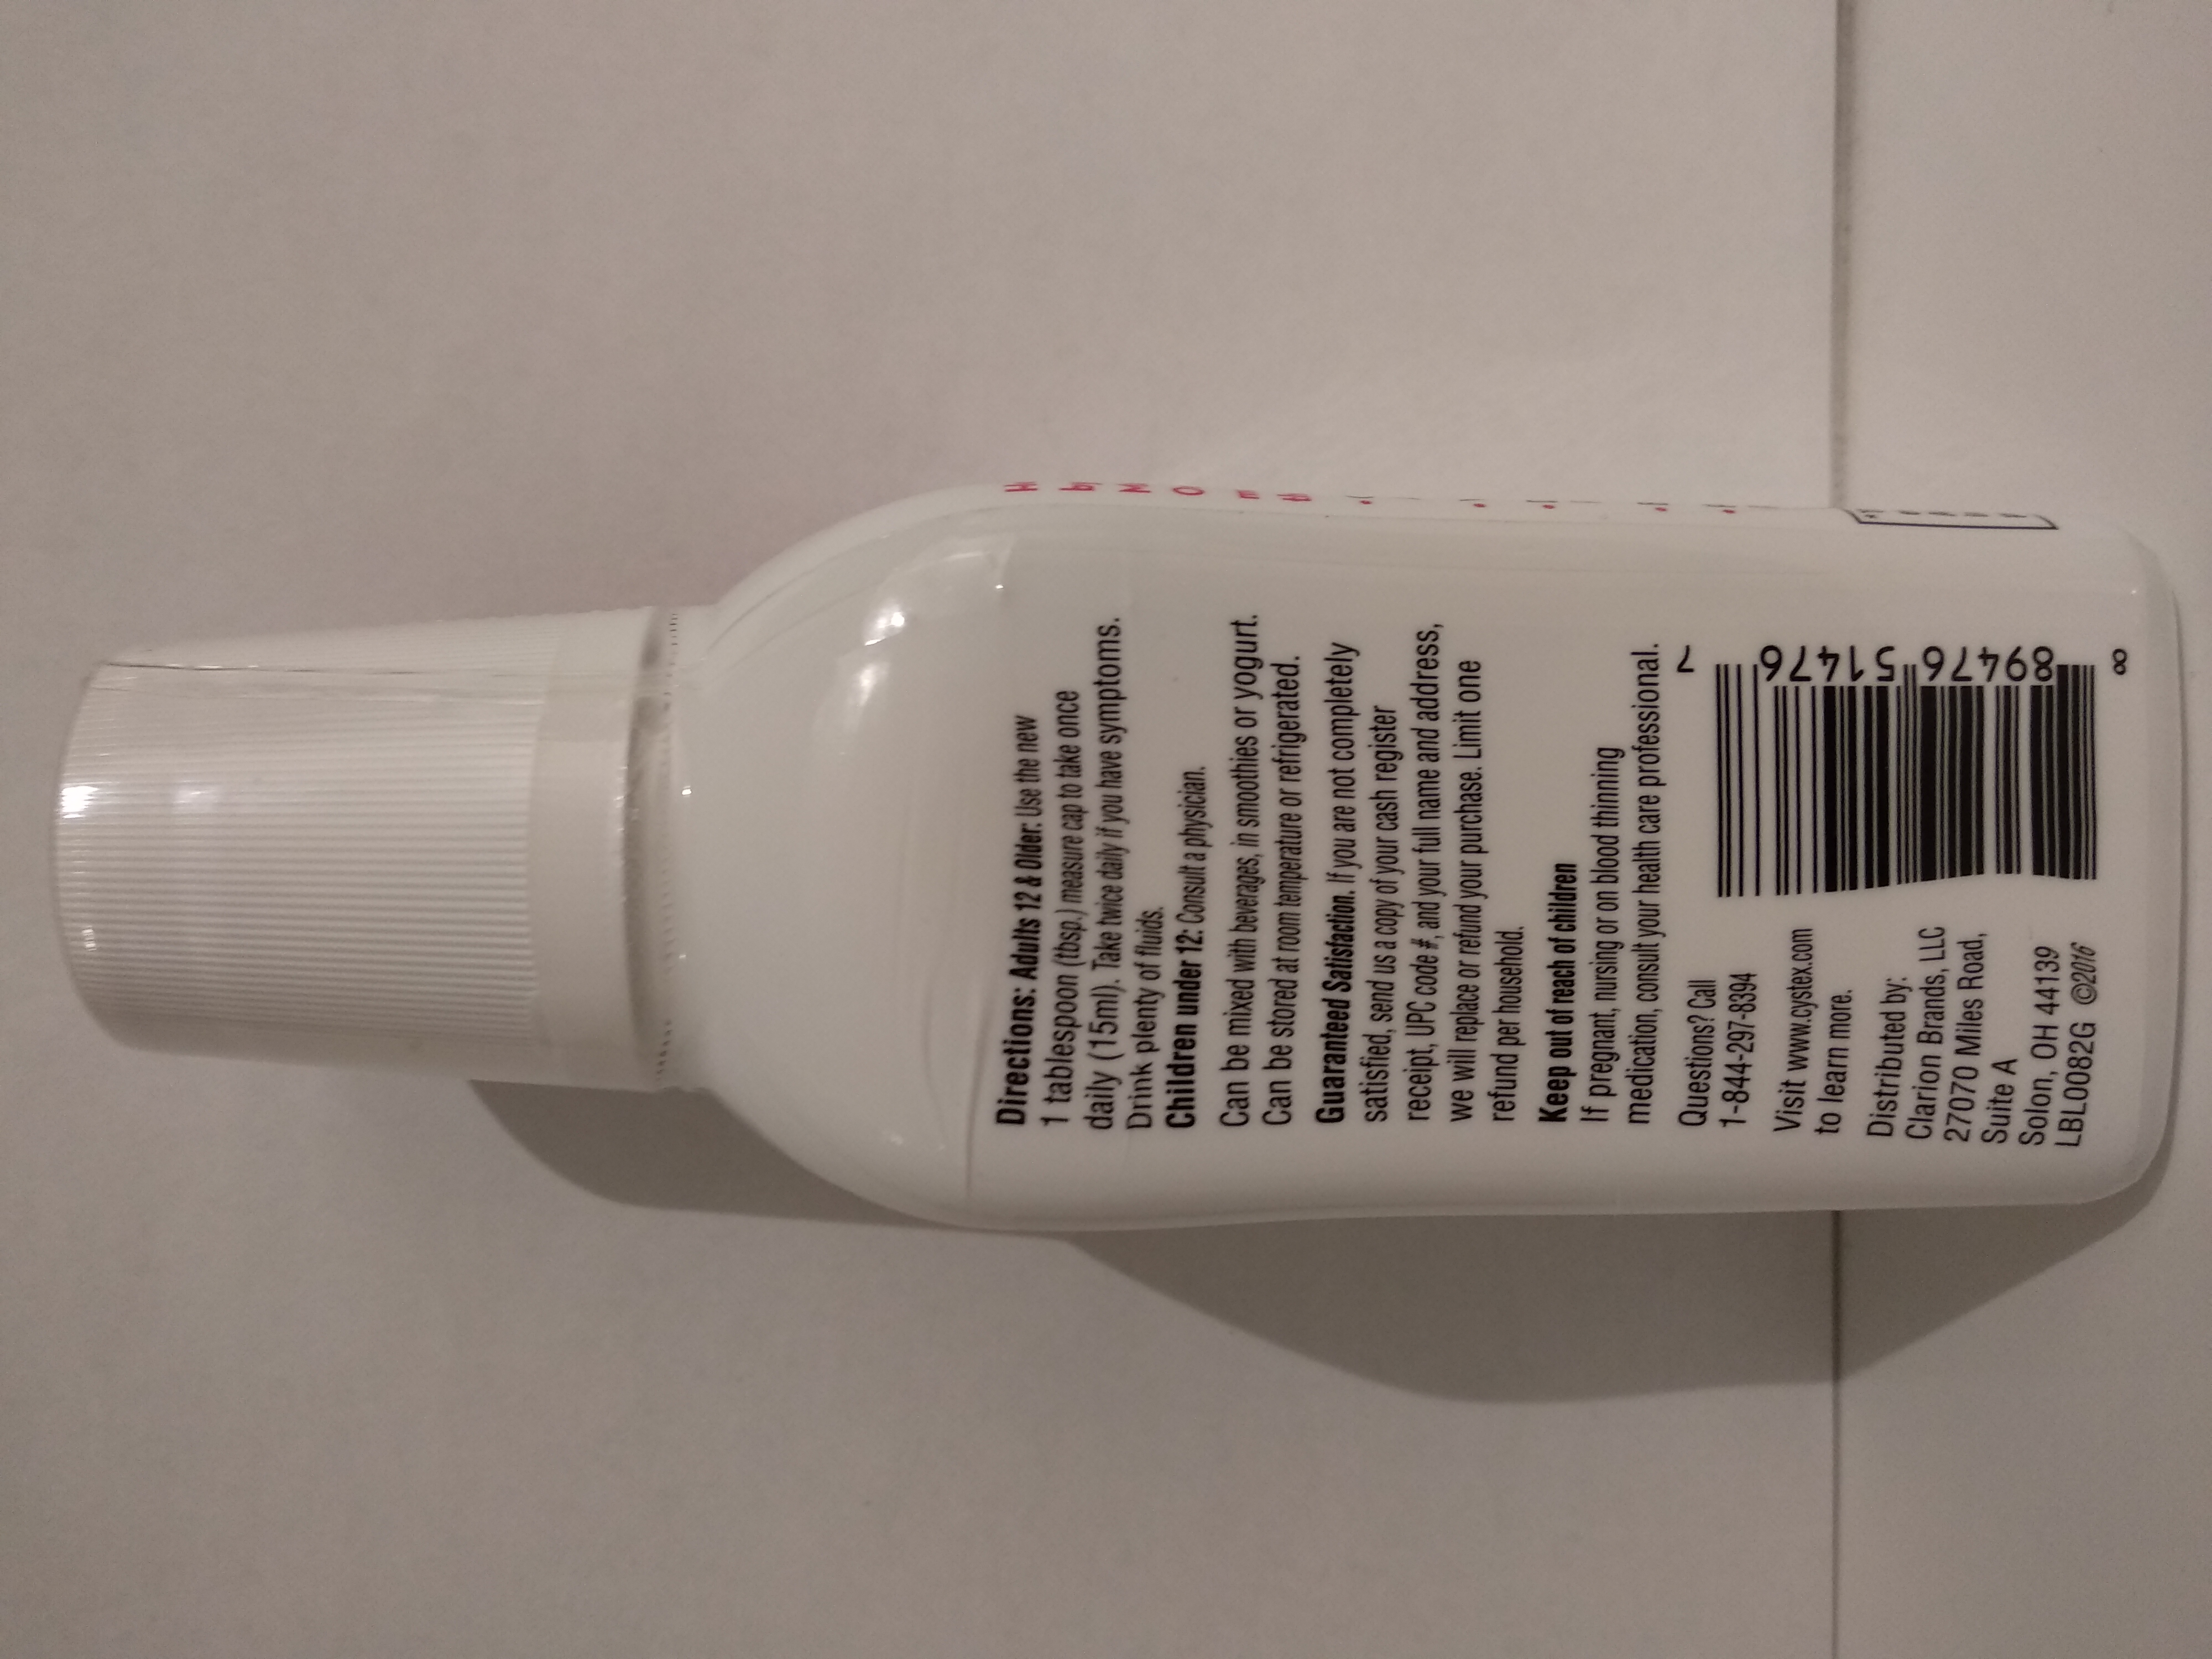 Directions: Adults 12 & Older: Use the new
1 tablespoon (tbsp.) measure cap to take once
daily (15ml). Take twice daily if you have symptoms.
Drink plenty of fluids.
Children under 12: Consult a physician.
Can be mixed with beverages, in smoothies or yogurt.
Can be stored at room temperature or refrigerated.
Guaranteed Satisfaction. If you are not completely
satisfied, send us a copy of your cash register
receipt, UPC code #, and your full name and address,
we will replace or refund your purchase. Limit one
refund per household.
Keep out of reach of children
If pregnant, nursing or on blood thinning
medication, consult your health care professional.
Questions? Call
1-844-297-8394
Visit www.cystex.com
to learn more.
Distributed by:
Clarion Brands, LLC
27070 Miles Road,
Suite A
Solon, OH 44139
LBL0082G ©2016
8 89476 51476 7